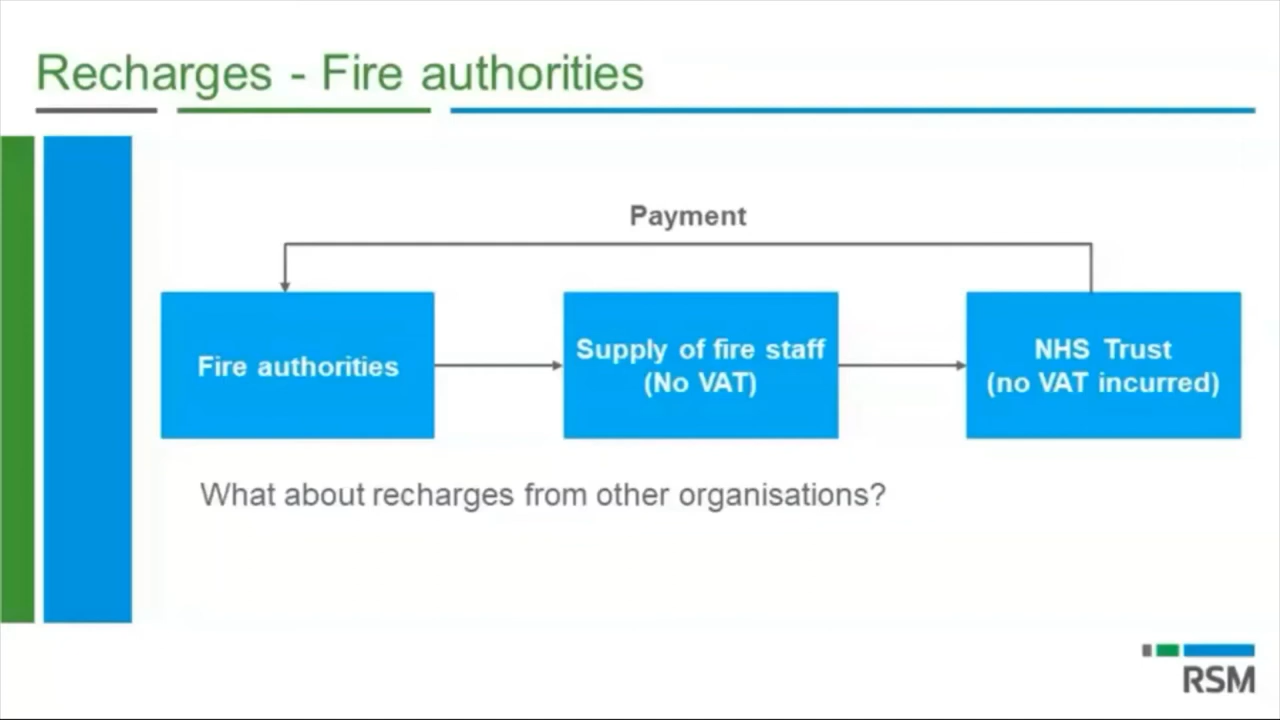 Recharges - Fire authorities
Payment
Fire authorities
Supply of fire staff
(No VAT)
NHS Trust
(no VAT incurred)
What about recharges from other organisations?
RSM